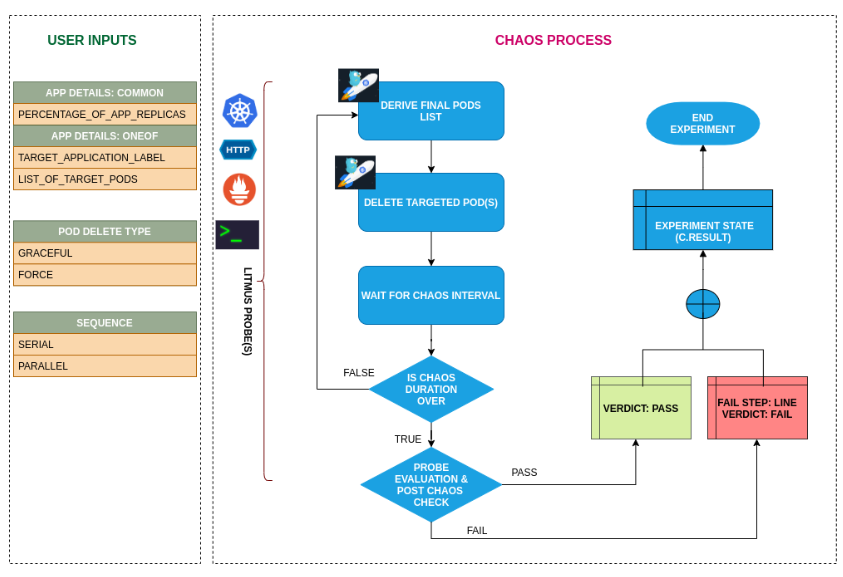 USER INPUTS
APP DETAILS: COMMON
PERCENTAGE_OF_APP_REPLICAS
APP DETAILS: ONEOF
TARGET_APPLICATION_LABEL
LIST_OF_TARGET_PODS
POD DELETE TYPE
GRACEFUL
FORCE
SEQUENCE
SERIAL
PARALLEL
CHAOS PROCESS
HTTP
>_
LITMUS PROBE(S)
DERIVE FINAL PODS
LIST
DELETE TARGETED POD(S)
WAIT FOR CHAOS INTERVAL
IS CHAOS
DURATION
OVER
FALSE
TRUE
PROBE
EVALUATION &
POST CHAOS
CHECK
PASS
FAIL
VERDICT: PASS
FAIL STEP: LINE
VERDICT: FAIL
EXPERIMENT STATE
(C.RESULT)
END
EXPERIMENT